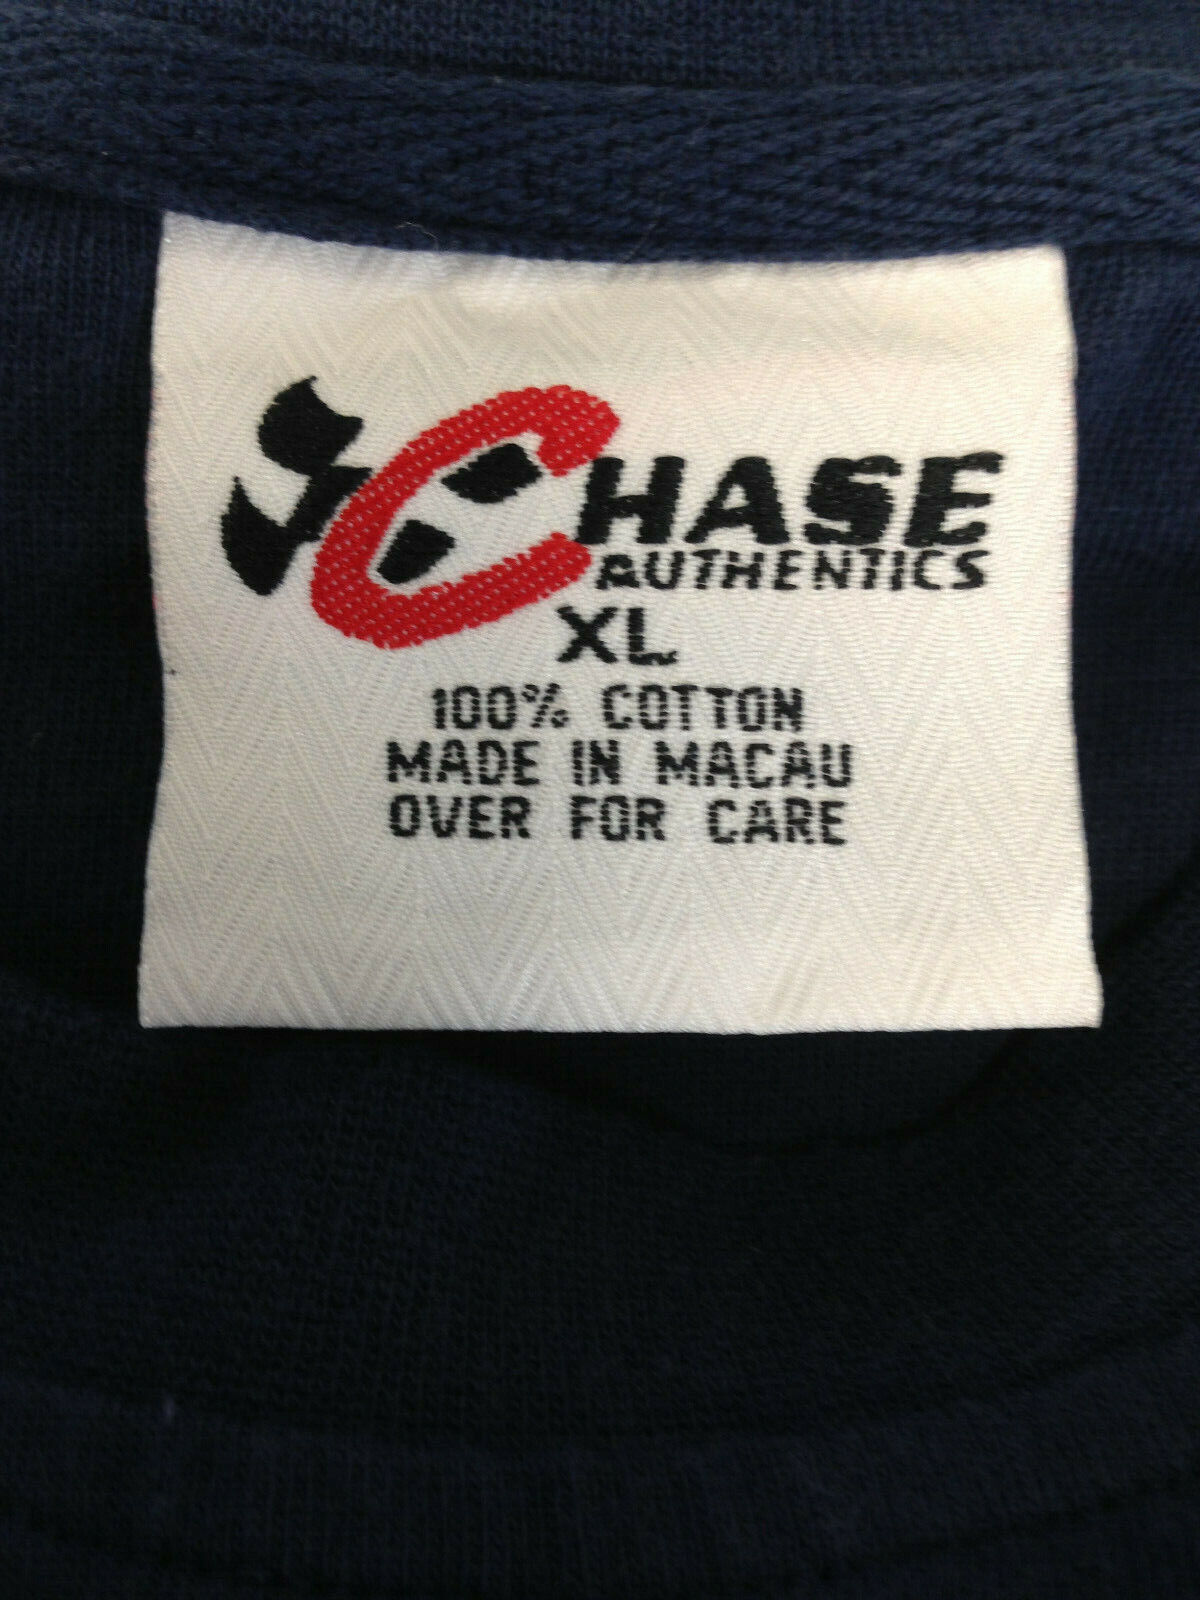 CHASE
AUTHENTICS
XL
100% COTTON
MADE IN MACAU
OVER FOR CARE